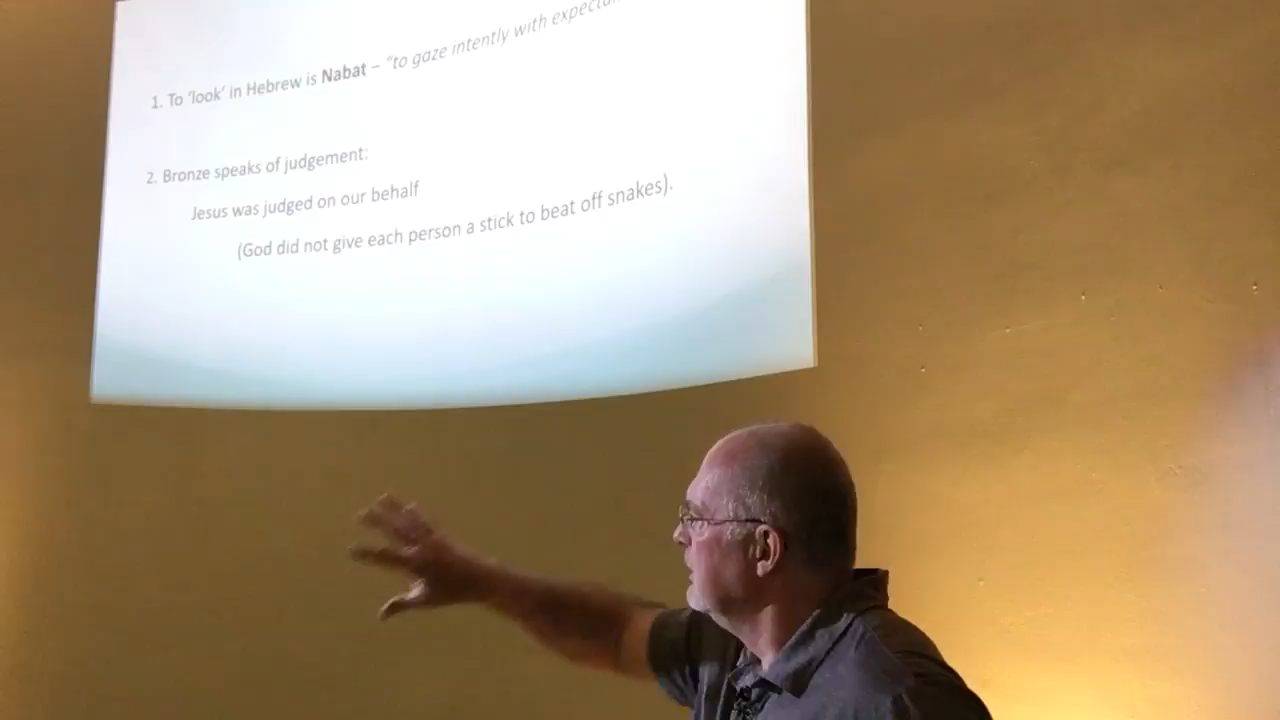 1. To ‘look’ in Hebrew is Nabat – “to gaze intently with
2. Bronze speaks of judgement:
Jesus was judged on our behalf
(God did not give each person a stick to beat off snakes).